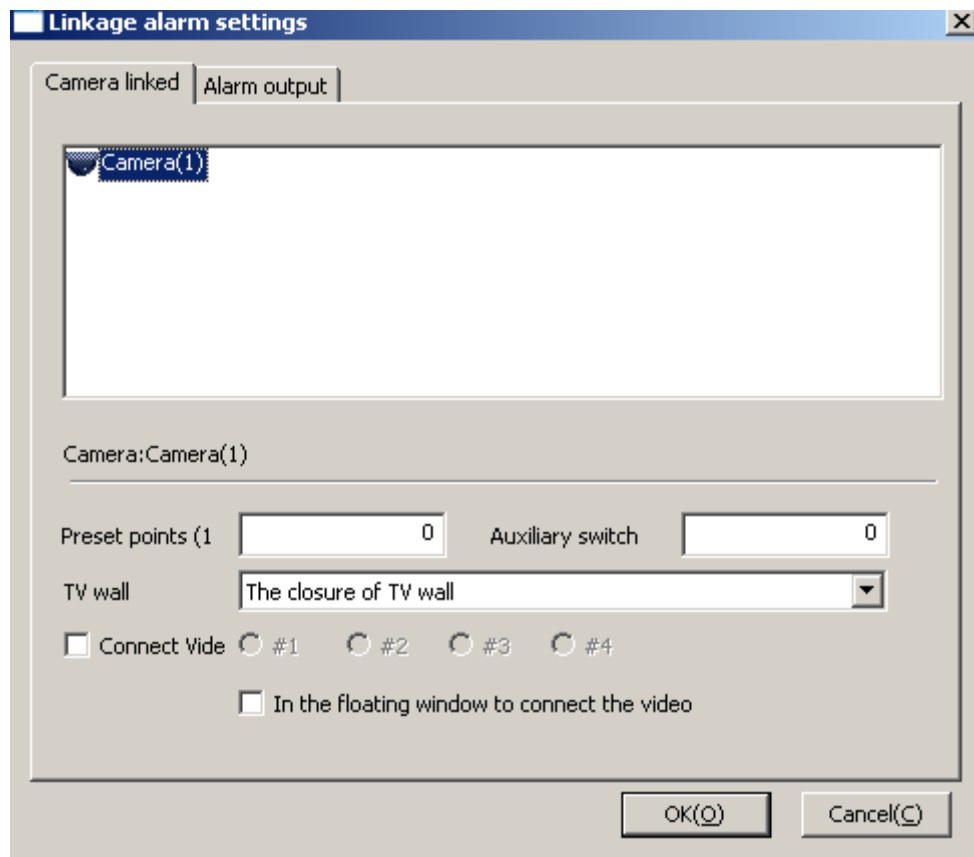 Linkage alarm settings
Camera linked Alarm output
Camera(1)
Camera:Camera(1)
Preset points (1 0 Auxiliary switch 0
TV wall The closure of TV wall
Connect Vide #1 #2 #3 #4
In the floating window to connect the video
OK(O) Cancel(C)